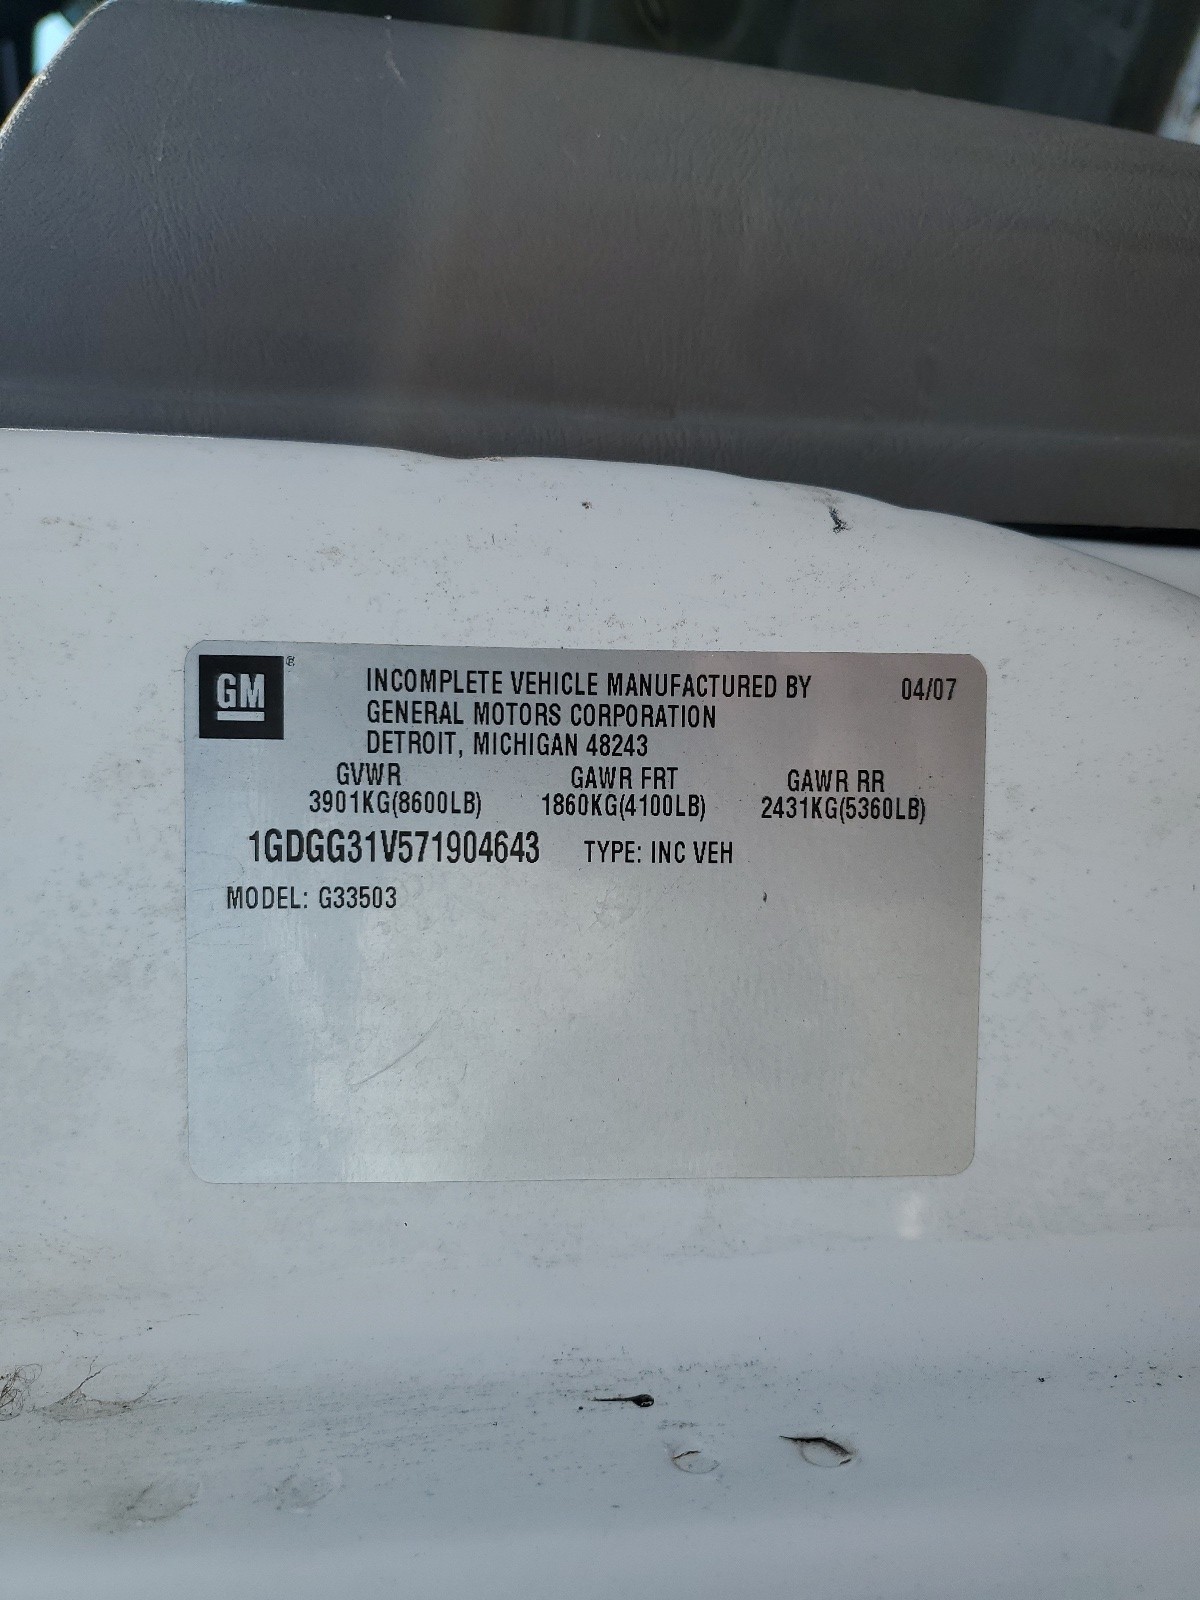 GM ®
INCOMPLETE VEHICLE MANUFACTURED BY 04/07
GENERAL MOTORS CORPORATION
DETROIT, MICHIGAN 48243
GVWR GAWR FRT GAWR RR
3901KG(8600LB) 1860KG(4100LB) 2431KG(5360LB)
1GDGG31V571904643 TYPE: INC VEH
MODEL: G33503